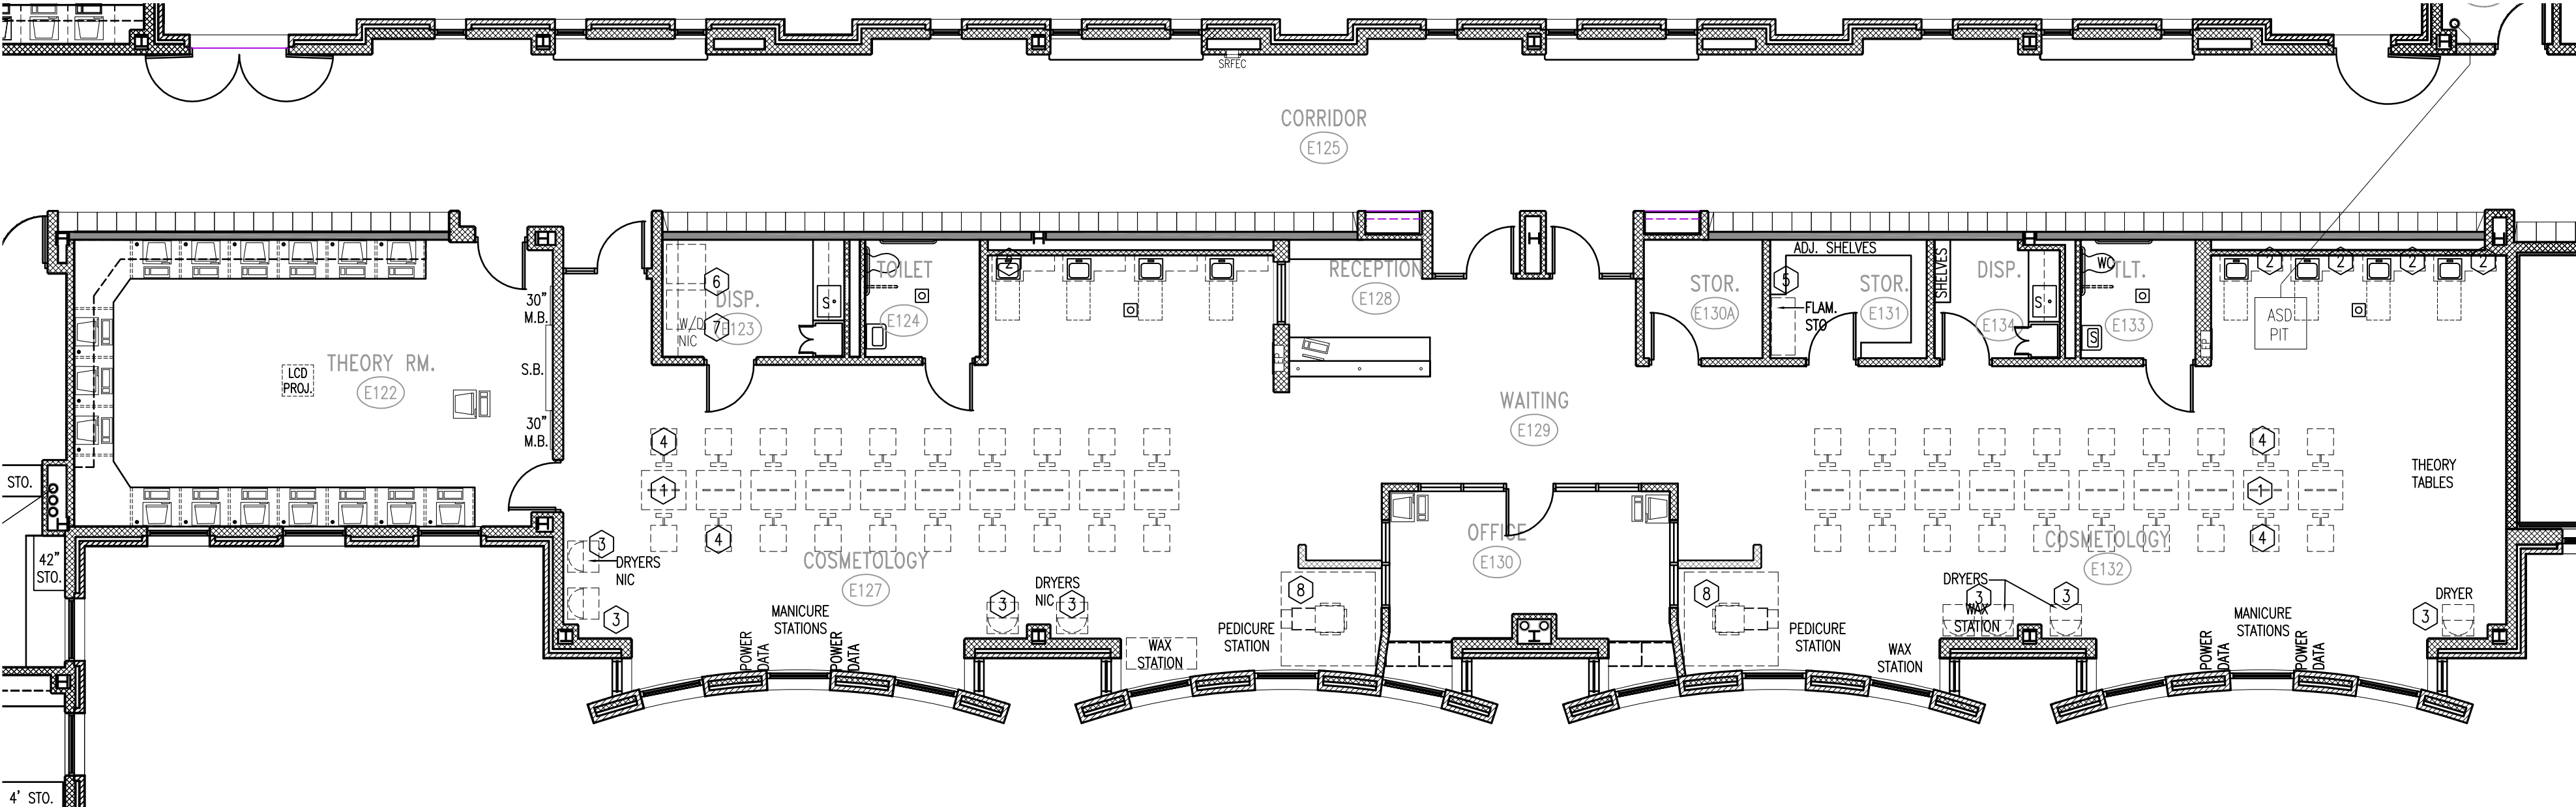 SRFEC
CORRIDOR
E125
THEORY RM.
E122
LCD
PROJ.
30"
M.B.
S.B.
30"
M.B.
STO.
42"
STO.
4' STO.
6
DISP.
E123
7
W/D
NIC
S
TOILET
E124
2
EP
RECEPTION
E128
WAITING
E129
STOR.
E130A
ADJ. SHELVES
5
FLAM.
STO
STOR.
E131
SHELVES
DISP.
E134
S
WC
TLT.
E133
S
EP
2
2
2
2
ASD
PIT
4
1
4
3
DRYERS
NIC
3
COSMETOLOGY
E127
MANICURE
STATIONS
POWER
DATA
POWER
DATA
DRYERS
NIC
3
3
WAX
STATION
PEDICURE
STATION
8
OFFICE
E130
8
PEDICURE
STATION
WAX
STATION
DRYERS
3
WAX
STATION
3
4
1
4
COSMETOLOGY
E132
THEORY
TABLES
MANICURE
STATIONS
POWER
DATA
POWER
DATA
DRYER
3